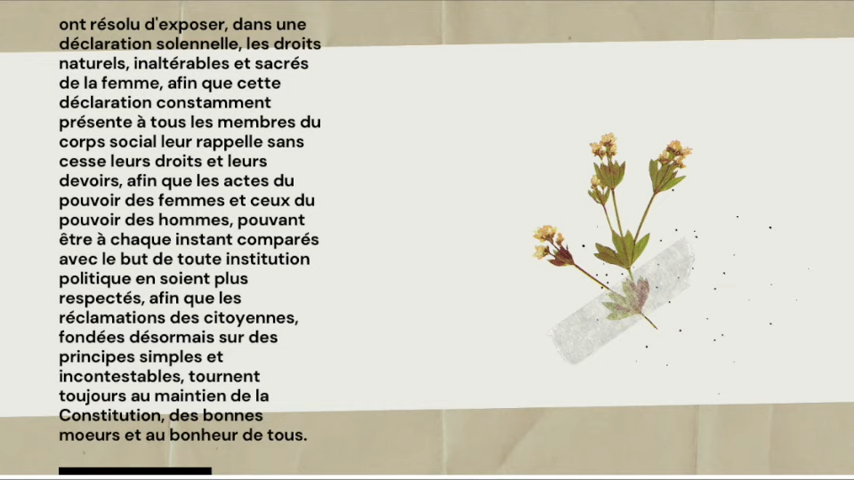 ont résolu d'exposer, dans une
déclaration solennelle, les droits
naturels, inaltérables et sacrés
de la femme, afin que cette
déclaration constamment
présente à tous les membres du
corps social leur rappelle sans
cesse leurs droits et leurs
devoirs, afin que les actes du
pouvoir des femmes et ceux du
pouvoir des hommes, pouvant
être à chaque instant comparés
avec le but de toute institution
politique en soient plus
respectés, afin que les
réclamations des citoyennes,
fondées désormais sur des
principes simples et
incontestables, tournent
toujours au maintien de la
Constitution, des bonnes
moeurs et au bonheur de tous.